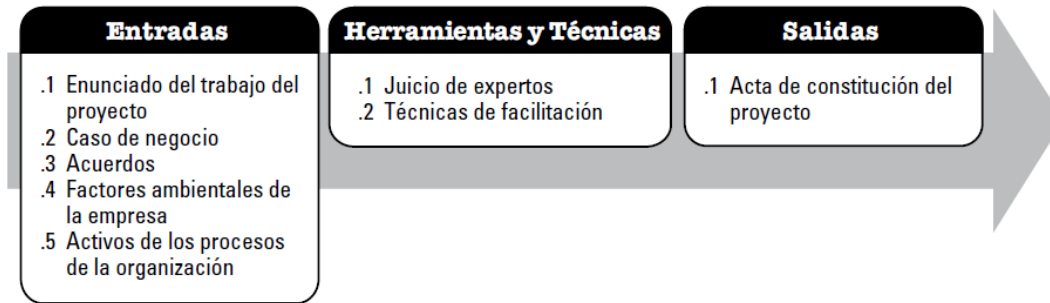 Entradas
.1 Enunciado del trabajo del
proyecto
.2 Caso de negocio
.3 Acuerdos
.4 Factores ambientales de
la empresa
.5 Activos de los procesos
de la organización
Herramientas y Técnicas
.1 Juicio de expertos
.2 Técnicas de facilitación
Salidas
.1 Acta de constitución del
proyecto